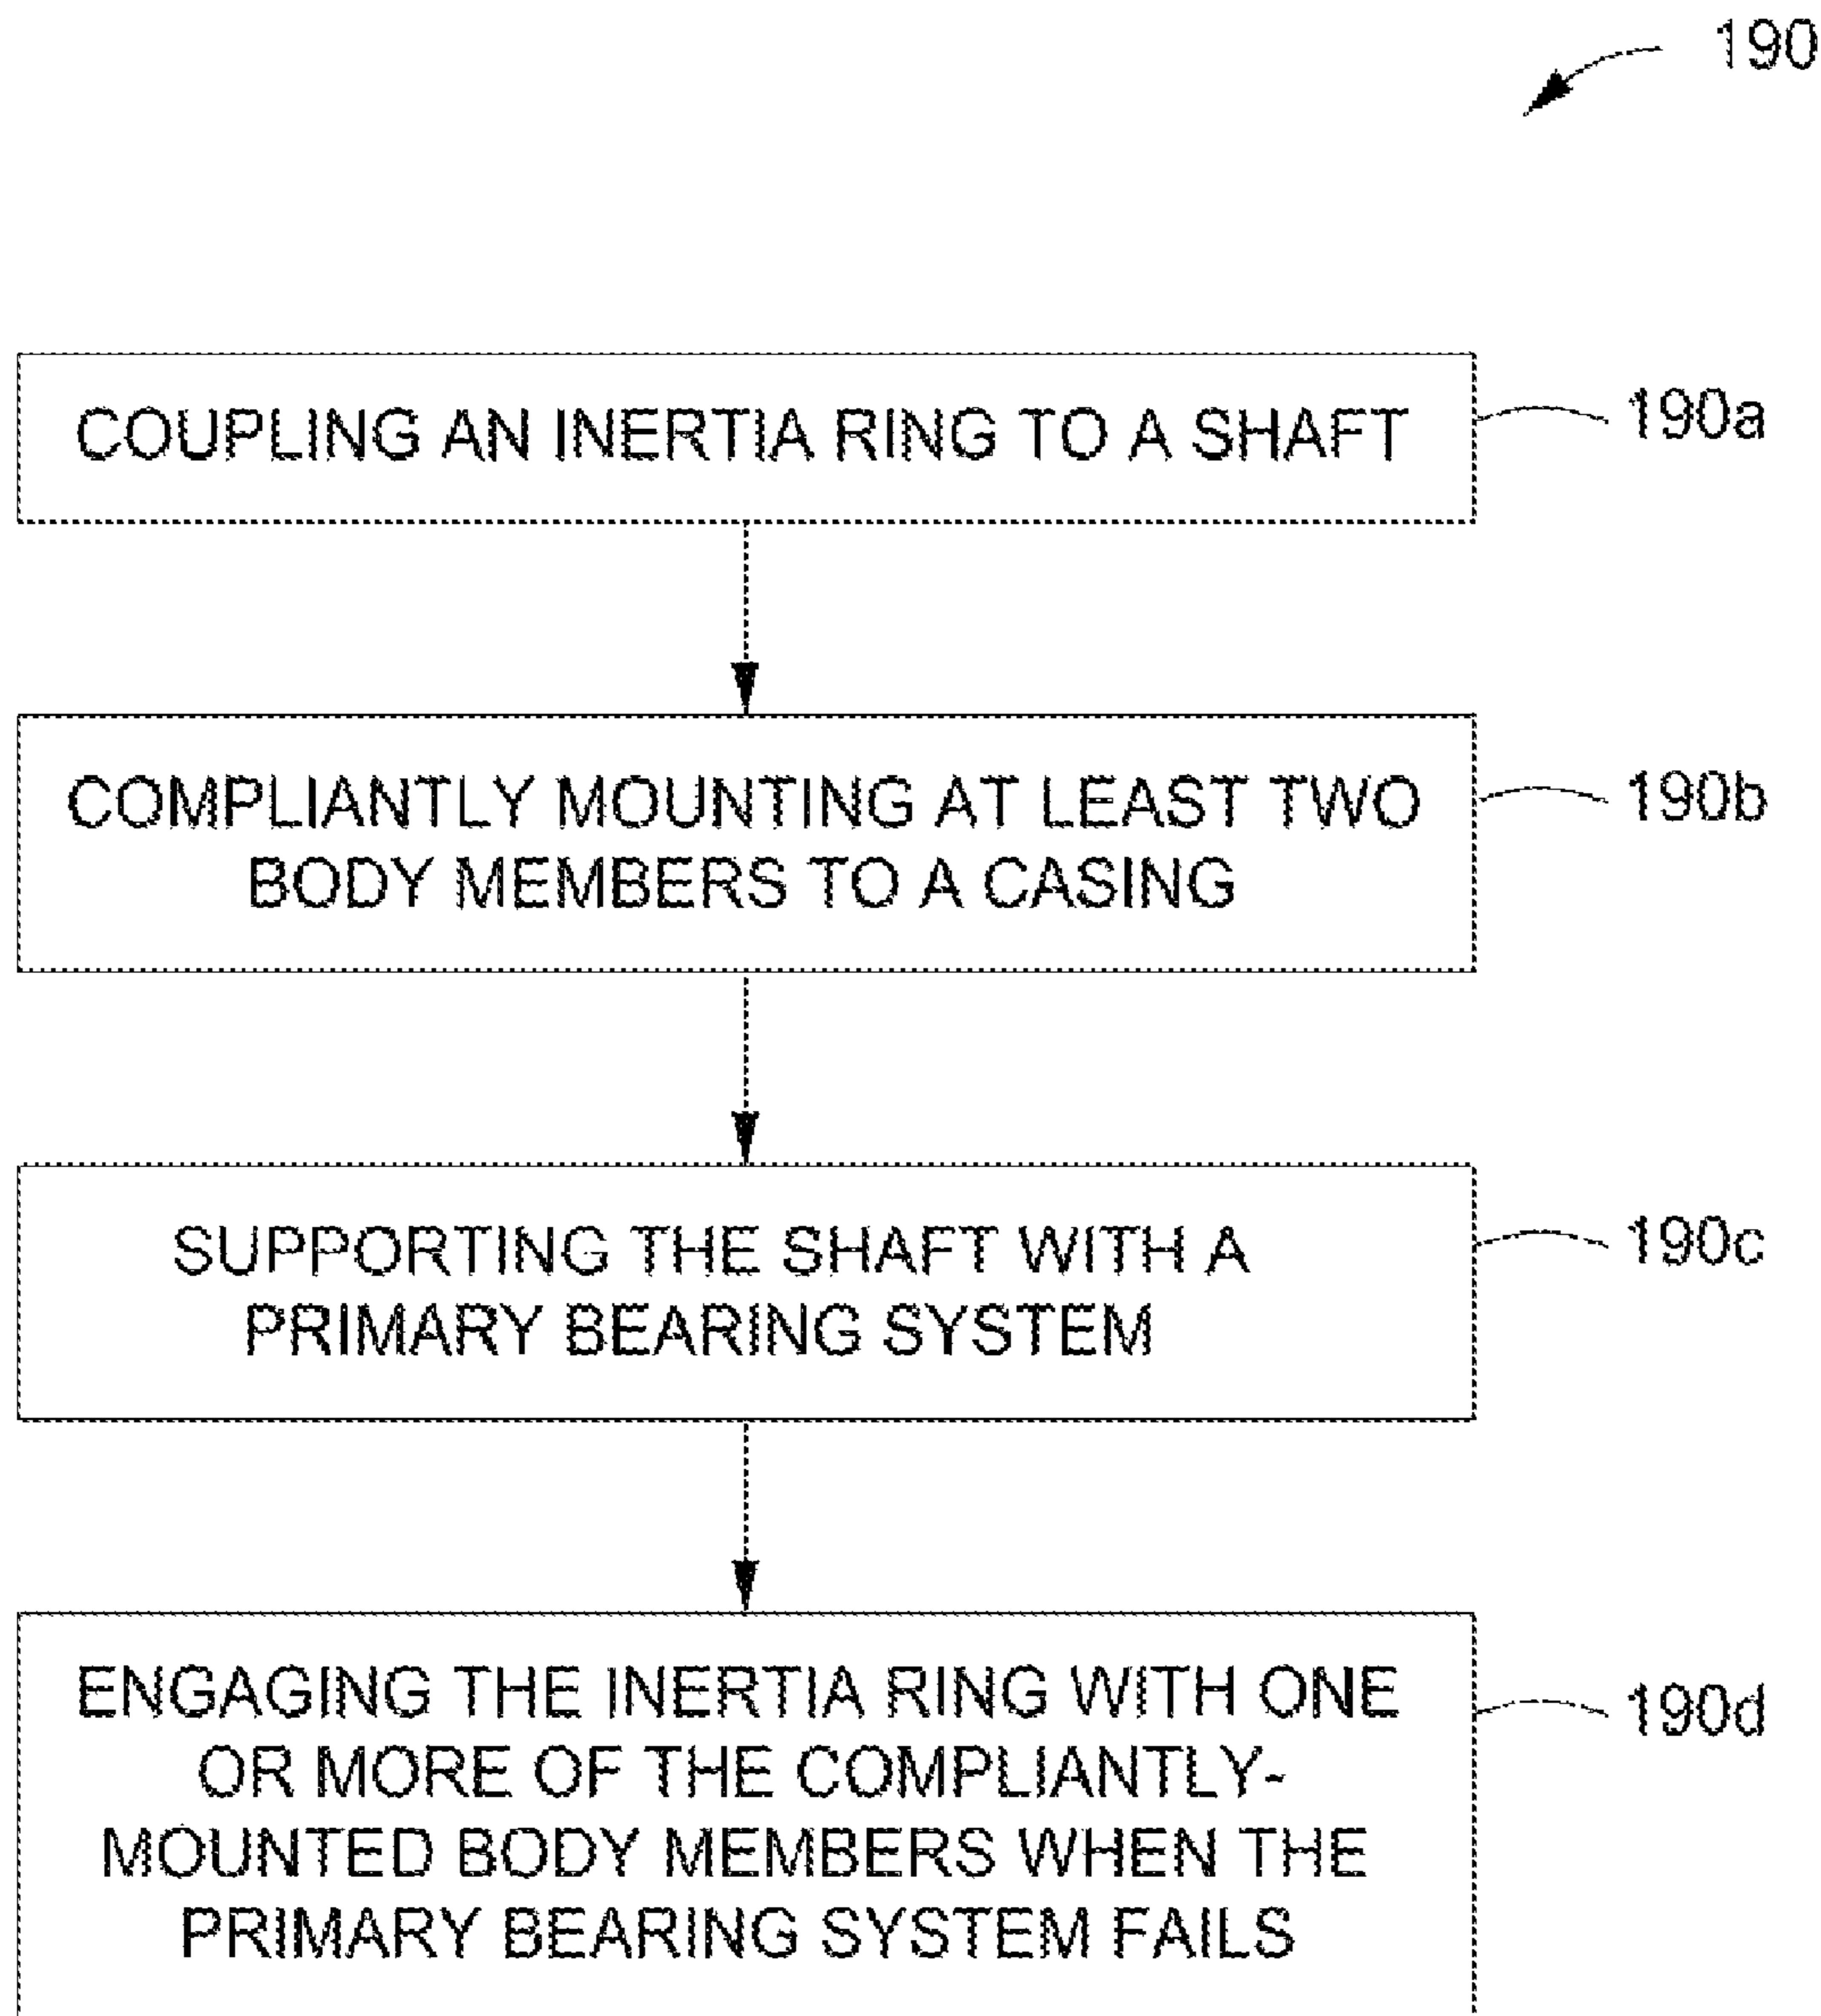 190
COUPLING AN INERTIA RING TO A SHAFT
190a
COMPLIANTLY MOUNTING AT LEAST TWO
BODY MEMBERS TO A CASING
190b
SUPPORTING THE SHAFT WITH A
PRIMARY BEARING SYSTEM
190c
ENGAGING THE INERTIA RING WITH ONE
OR MORE OF THE COMPLIANTLY-
MOUNTED BODY MEMBERS WHEN THE
PRIMARY BEARING SYSTEM FAILS
190d